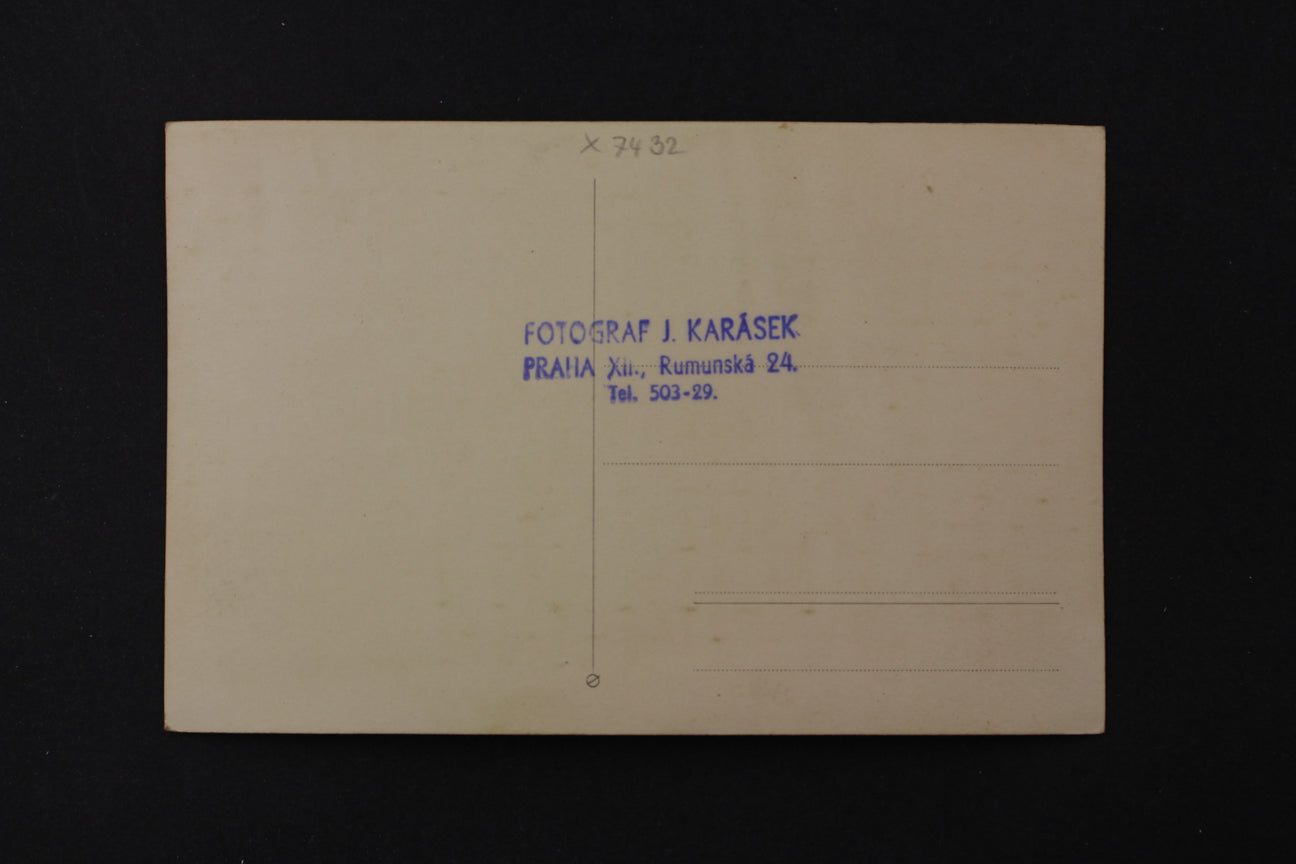 x 7432
FOTOGRAF J. KARÁSEK
PRAHA XII., Rumunská 24.
Tel. 503-29.